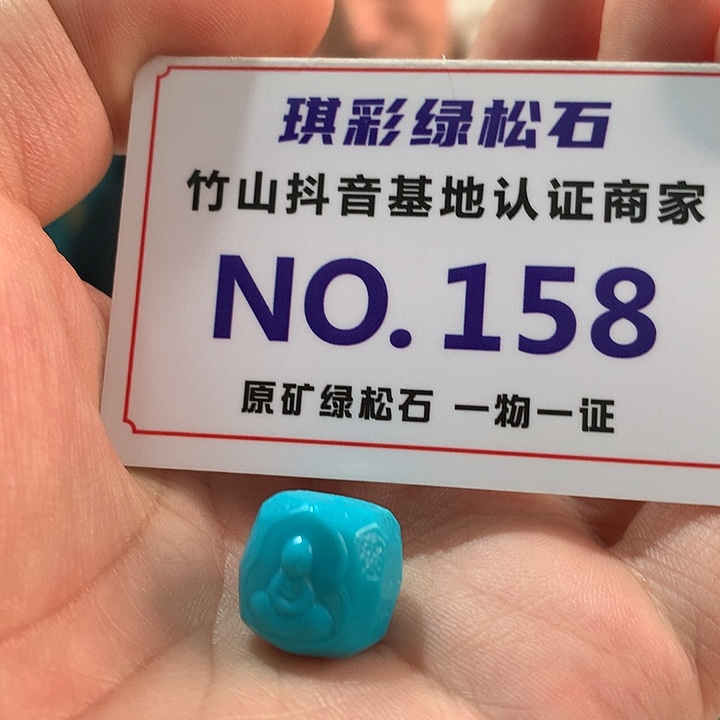 琪彩绿松石
竹山抖音基地认证商家
NO.158
原矿绿松石 一物一证